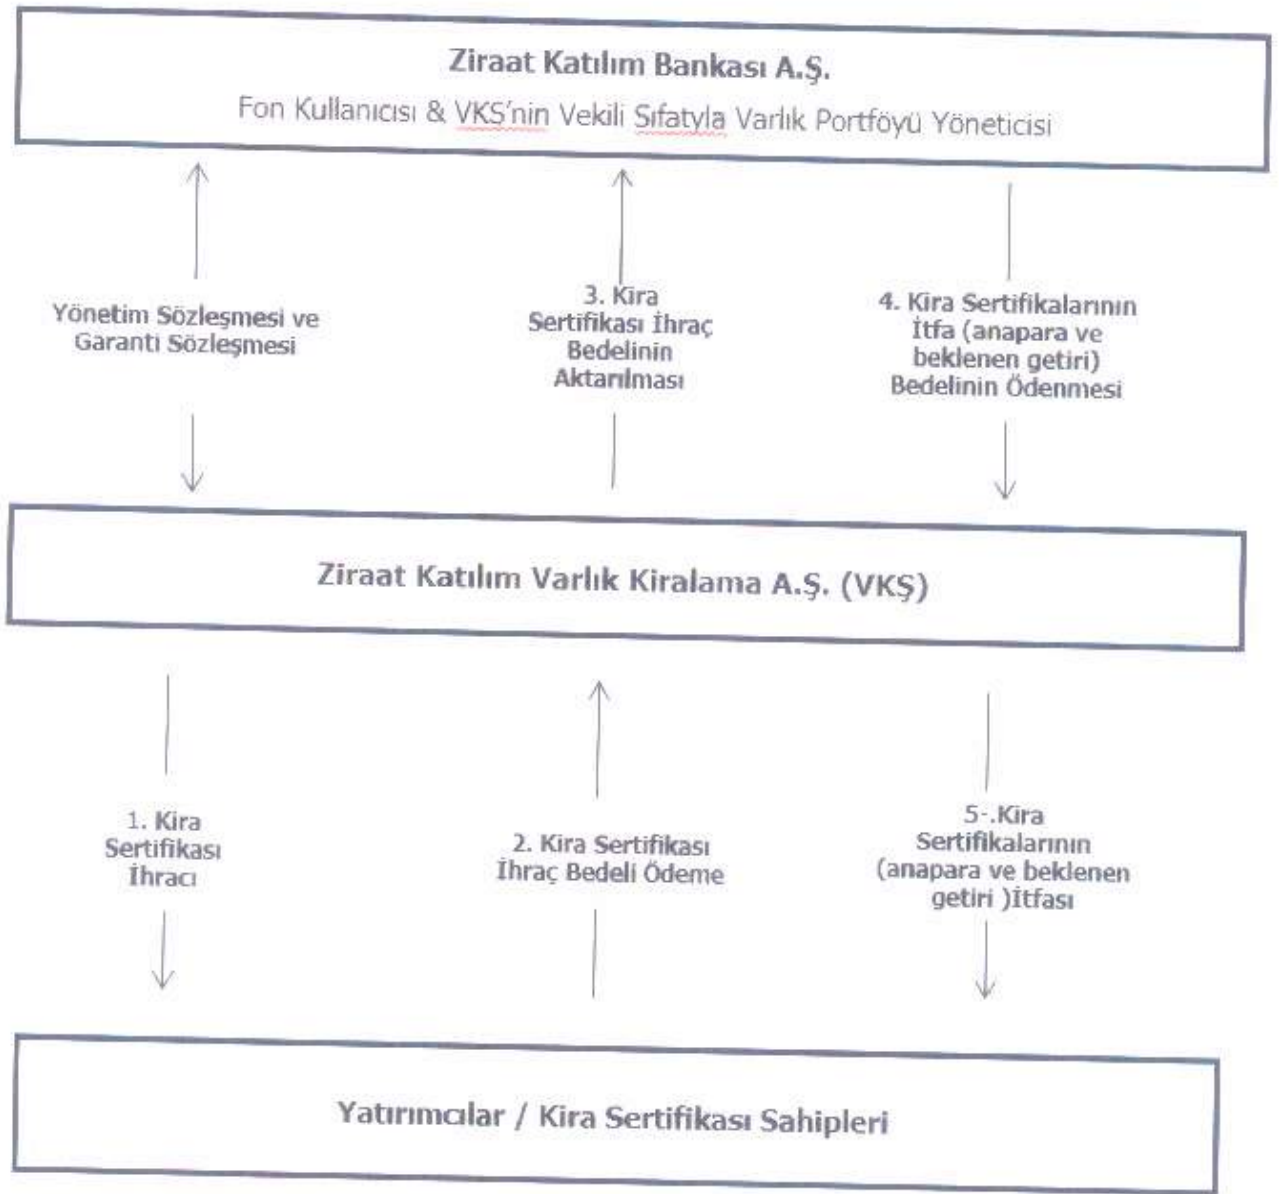 Ziraat Katılım Bankası A.Ş.
Fon Kullanıcısı & VKŞ'nin Vekili Sıfatyla Varlık Portföyü Yöneticisi
Yönetim Sözleşmesi ve
Garanti Sözleşmesi
3. Kira
Sertifikası İhraç
Bedelinin
Aktarılması
4. Kira Sertifikalarının
İtfa (anapara ve
beklenen getiri)
Bedelinin Ödenmesi
Ziraat Katılım Varlık Kiralama A.Ş. (VKŞ)
1. Kira
Sertifikası
İhracı
2. Kira Sertifikası
İhraç Bedeli Ödeme
5-.Kira
Sertifikalarının
(anapara ve beklenen
getiri )İtfası
Yatırımcılar / Kira Sertifikası Sahipleri